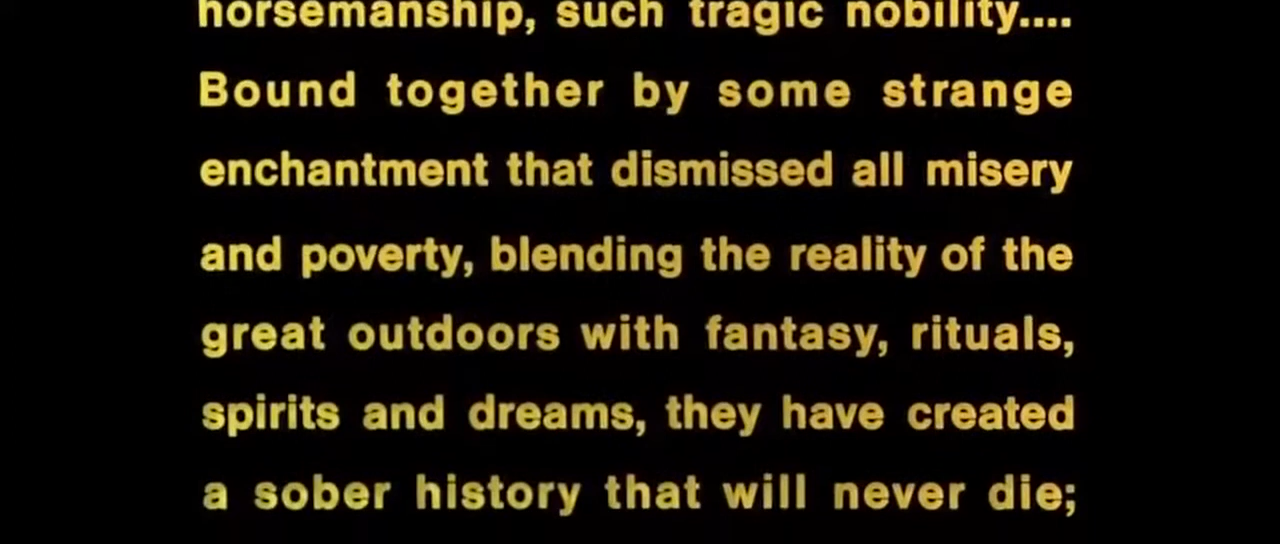 horsemanship, such tragic nobility....
Bound together by some strange
enchantment that dismissed all misery
and poverty, blending the reality of the
great outdoors with fantasy, rituals,
spirits and dreams, they have created
a sober history that will never die;